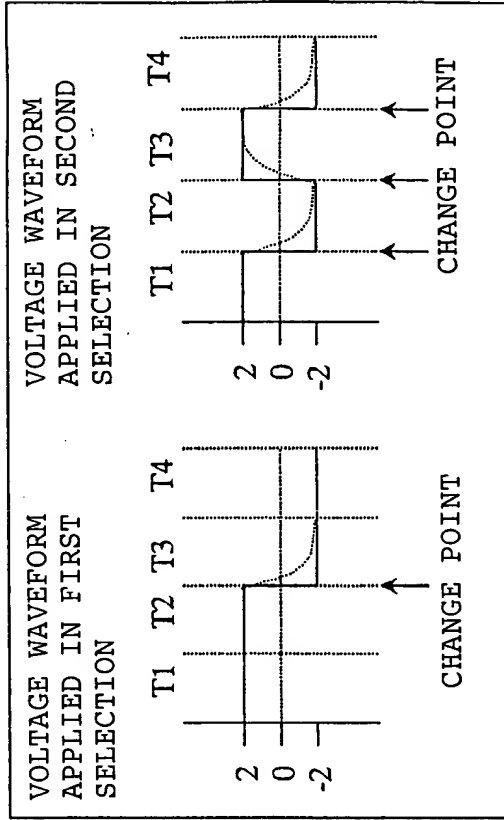 VOLTAGE WAVEFORM
APPLIED IN FIRST
SELECTION
T1 T2 T3 T4
2
0
-2
CHANGE POINT
VOLTAGE WAVEFORM
APPLIED IN SECOND
SELECTION
T1 T2 T3 T4
2
0
-2
CHANGE POINT